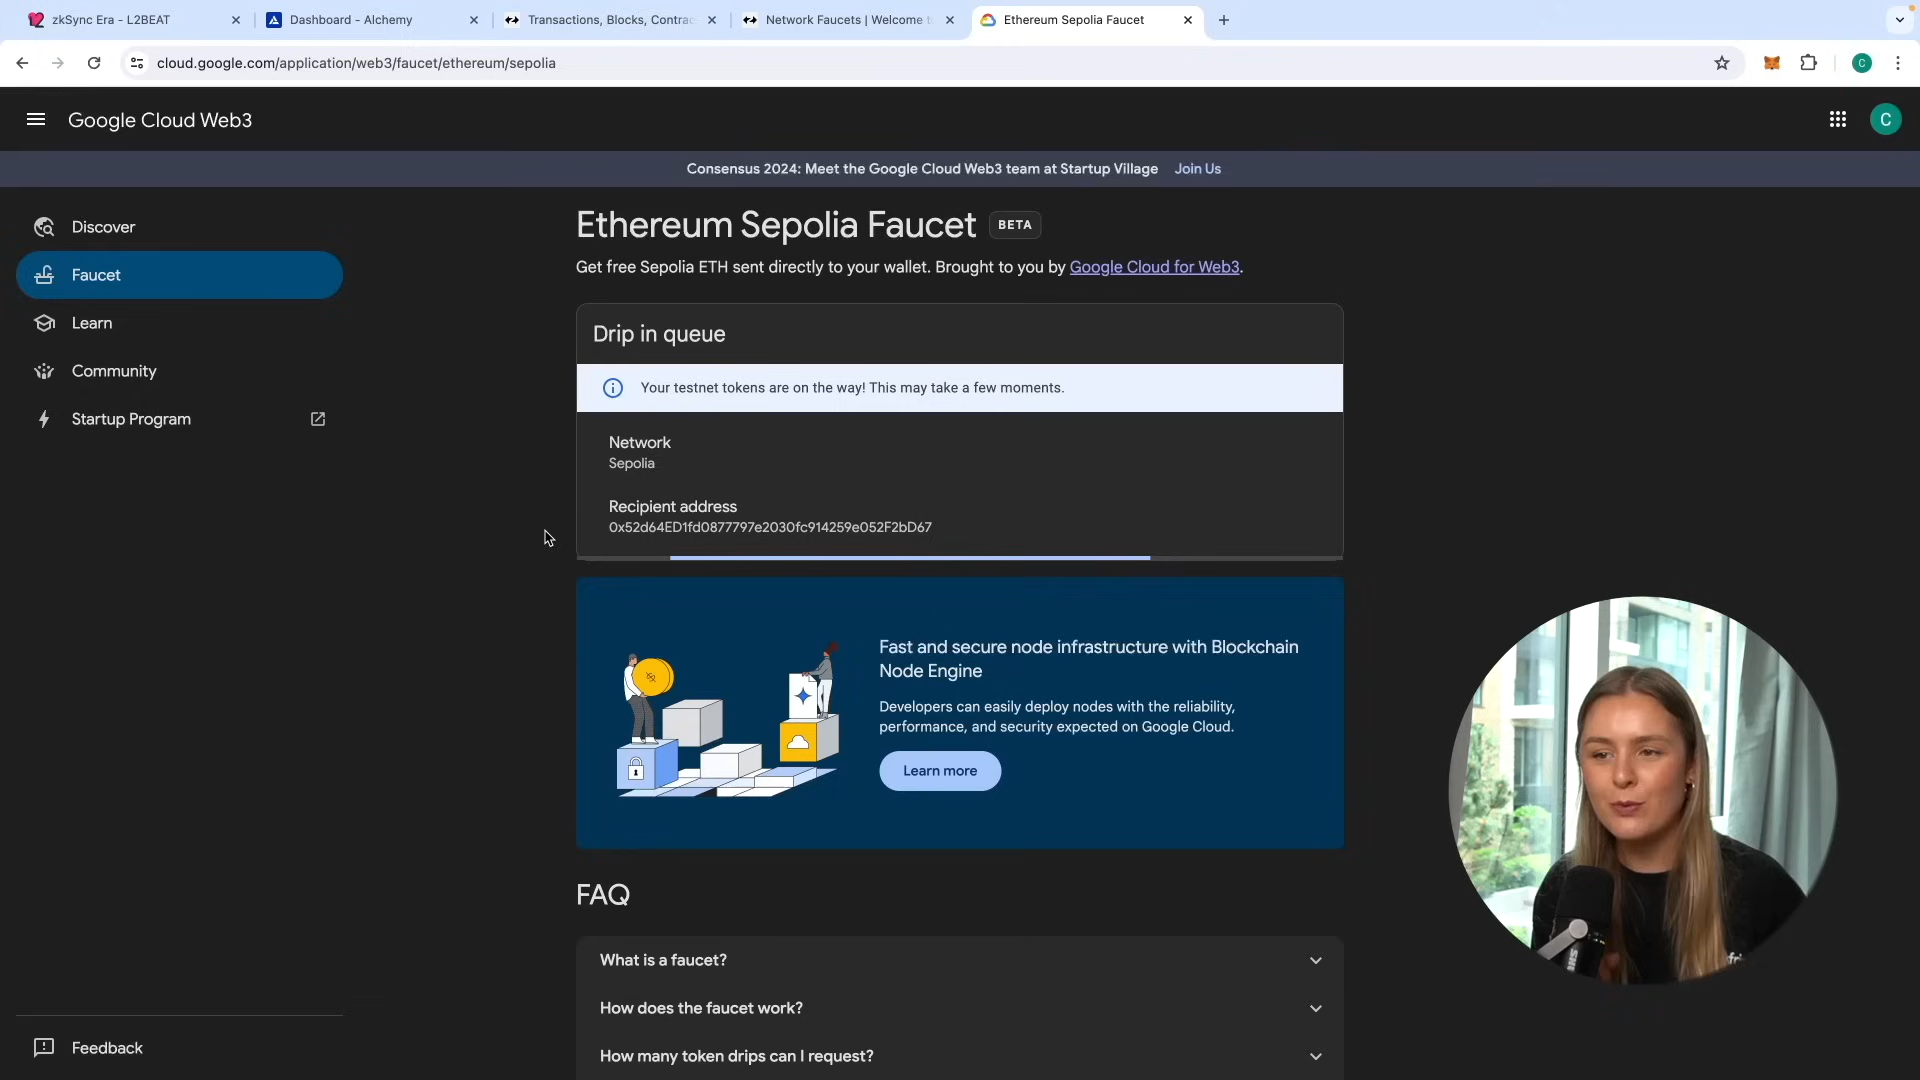 zkSync Era - L2BEAT
Dashboard - Alchemy
Transactions, Blocks, Contrac
Network Faucets | Welcome t
Ethereum Sepolia Faucet
cloud.google.com/application/web3/faucet/ethereum/sepolia
C
Google Cloud Web3
C
Consensus 2024: Meet the Google Cloud Web3 team at Startup Village Join Us
Discover
Faucet
Learn
Community
Startup Program
Feedback
Ethereum Sepolia Faucet BETA
Get free Sepolia ETH sent directly to your wallet. Brought to you by Google Cloud for Web3.
Drip in queue
Your testnet tokens are on the way! This may take a few moments.
Network
Sepolia
Recipient address
0x52d64ED1fd0877797e2030fc914259e052F2bD67
Fast and secure node infrastructure with Blockchain
Node Engine
Developers can easily deploy nodes with the reliability,
performance, and security expected on Google Cloud.
Learn more
FAQ
What is a faucet?
How does the faucet work?
How many token drips can I request?